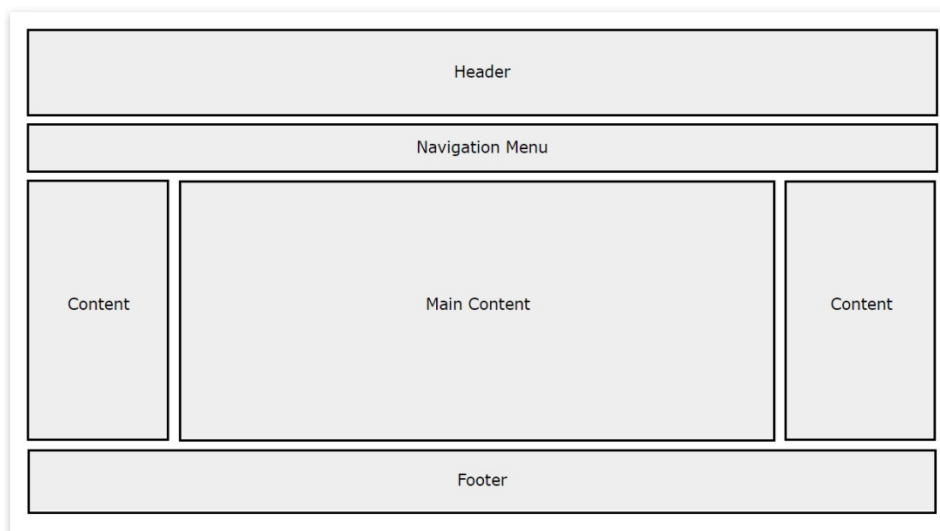 Header
Navigation Menu
Content
Main Content
Content
Footer